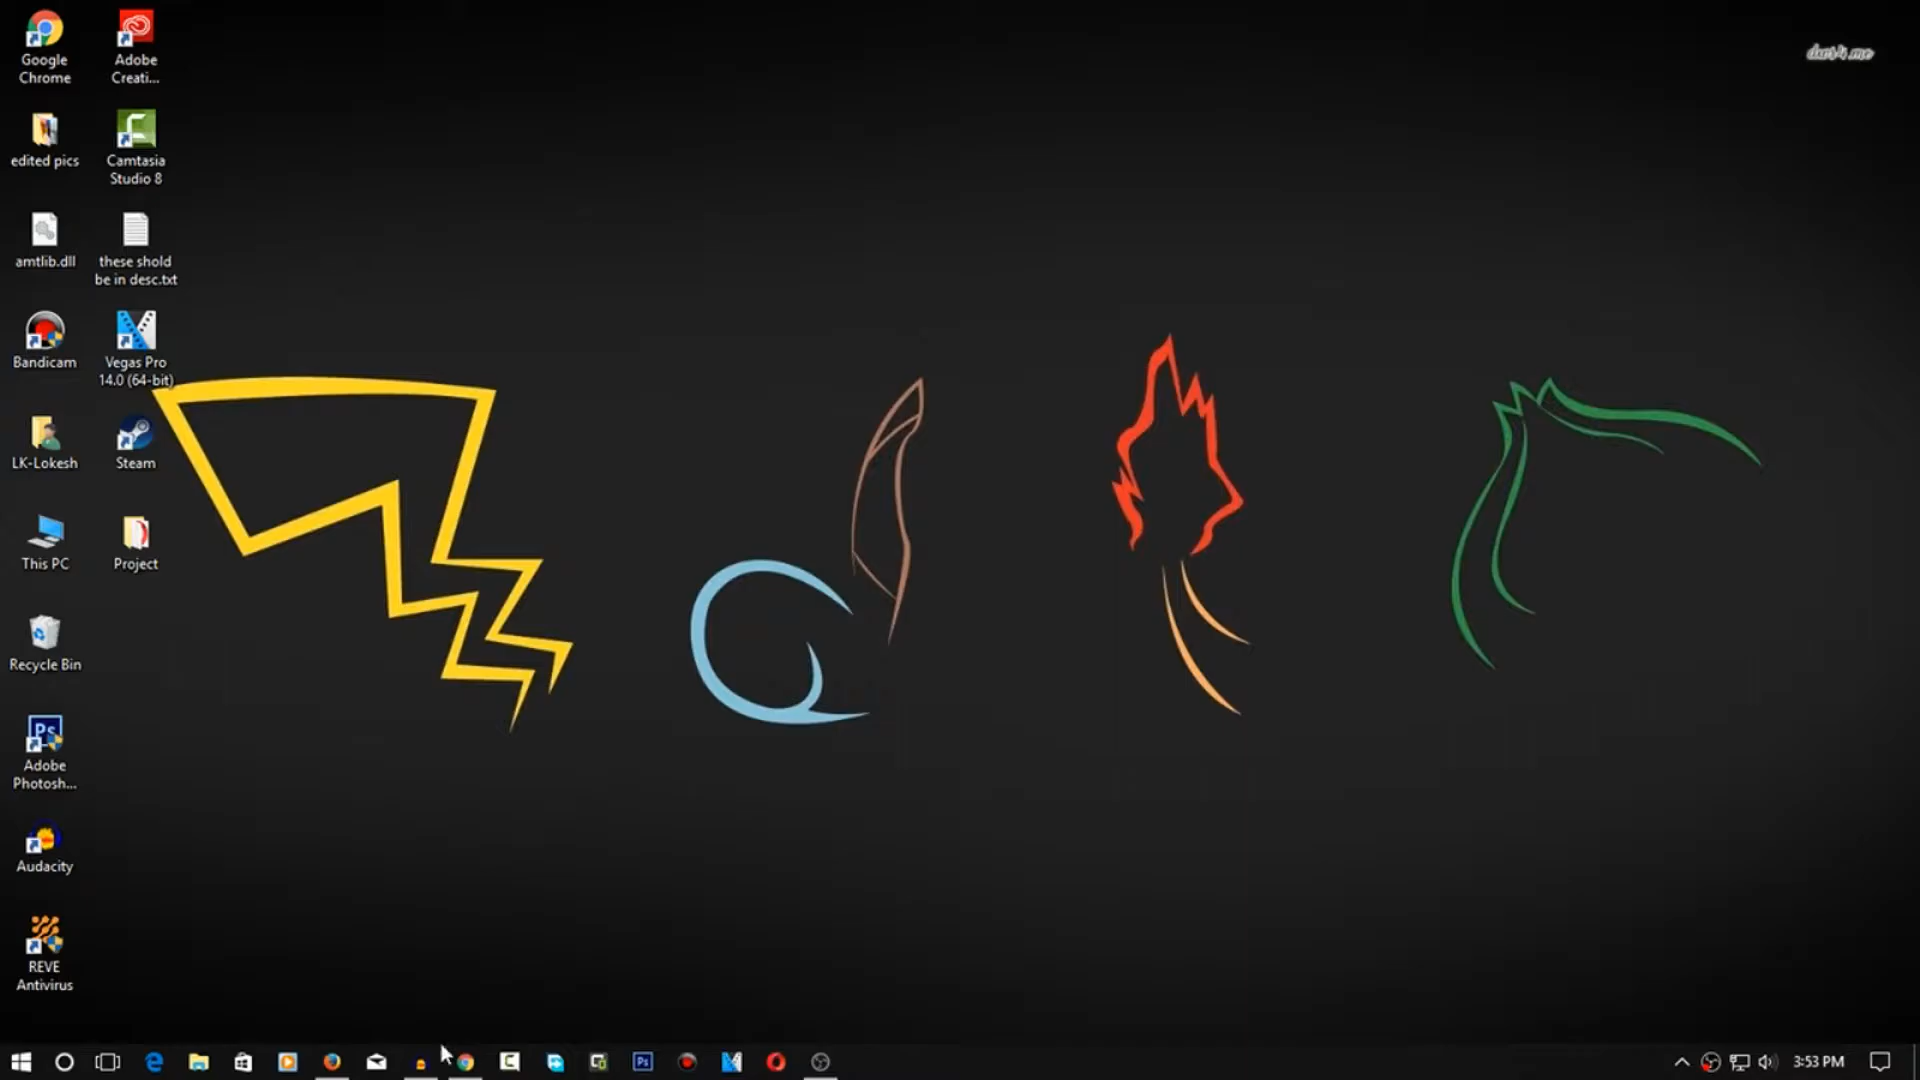 Google
Chrome
Adobe
Creati...
edited pics
Camtasia
Studio 8
amtlib.dll
these shold
be in desc.txt
Bandicam
Vegas Pro
14.0 (64-bit)
LK-Lokesh
Steam
This PC
Project
Recycle Bin
Ps
Adobe
Photosh...
Audacity
REVE
Antivirus
Ps
3:53 PM